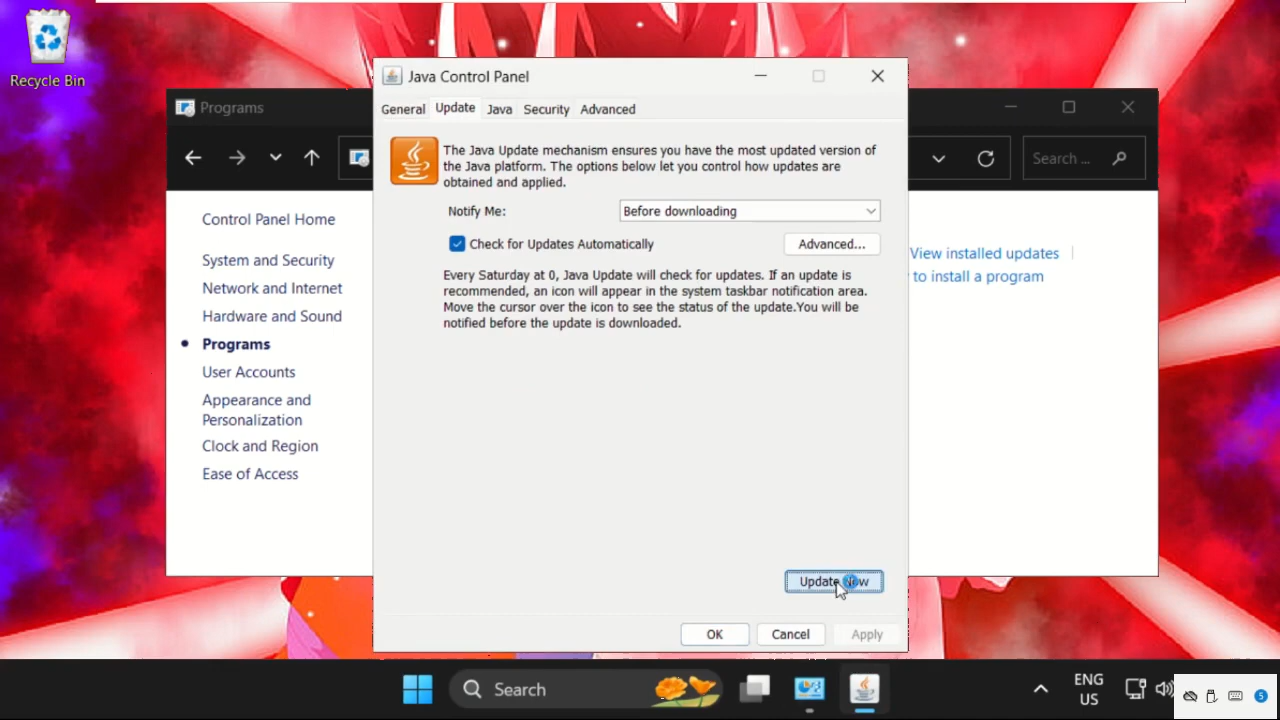 Recycle Bin
Programs
Search ...
Control Panel Home
System and Security
Network and Internet
Hardware and Sound
Programs
User Accounts
Appearance and
Personalization
Clock and Region
Ease of Access
View installed updates
to install a program
Java Control Panel
General Update Java Security Advanced
The Java Update mechanism ensures you have the most updated version of
the Java platform. The options below let you control how updates are
obtained and applied.
Notify Me: Before downloading
Check for Updates Automatically Advanced...
Every Saturday at 0, Java Update will check for updates. If an update is
recommended, an icon will appear in the system taskbar notification area.
Move the cursor over the icon to see the status of the update.You will be
notified before the update is downloaded.
Update Now
OK Cancel Apply
Search
ENG
US
5